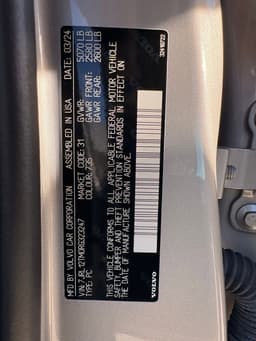 MFD BY VOLVO CAR CORPORATION ASSEMBLED IN USA DATE: 03/24
VIN: 7JRL12TM0RG323247 MARKET CODE: 31 GVWR: 5070 LB
TYPE: PC COLOUR: 735 GAWR FRONT: 2580 LB
GAWR REAR: 2600 LB
THIS VEHICLE CONFORMS TO ALL APPLICABLE FEDERAL MOTOR VEHICLE
SAFETY, BUMPER AND THEFT PREVENTION STANDARDS IN EFFECT ON
THE DATE OF MANUFACTURE SHOWN ABOVE.
VOLVO